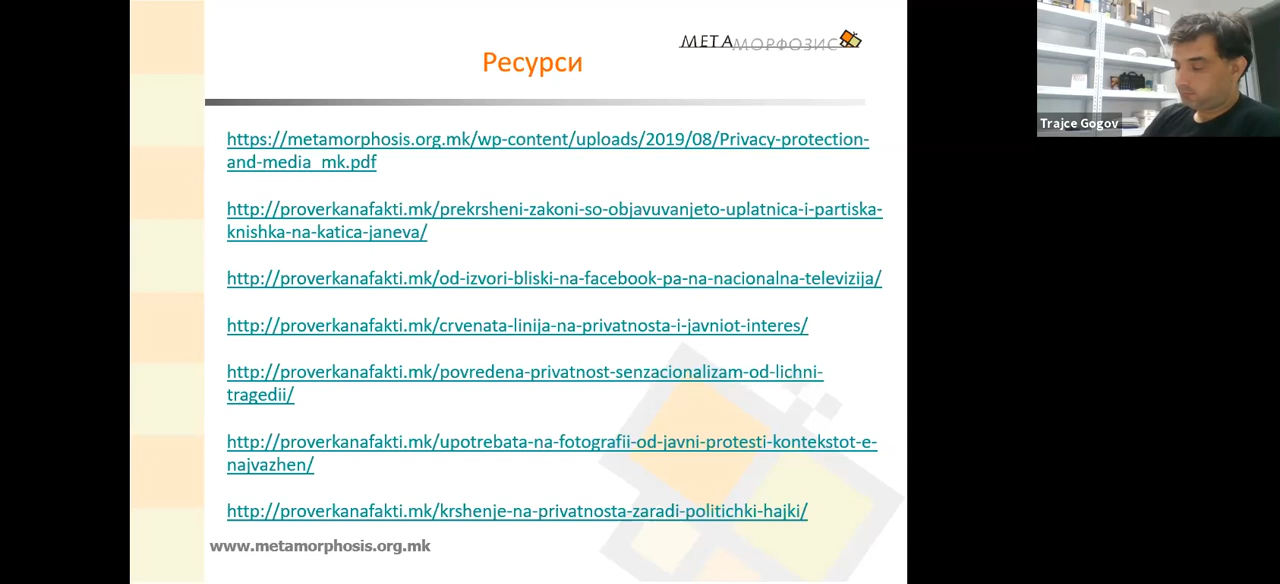 МЕТАМОРФОЗИС
Ресурси
https://metamorphosis.org.mk/wp-content/uploads/2019/08/Privacy-protection-
and-media_mk.pdf
http://proverkanafakti.mk/prekrsheni-zakoni-so-objavuvanjeto-uplatnica-i-partiska-
knishka-na-katica-janeva/
http://proverkanafakti.mk/od-izvori-bliski-na-facebook-pa-na-nacionalna-televizija/
http://proverkanafakti.mk/crvenata-linija-na-privatnosta-i-javniot-interes/
http://proverkanafakti.mk/povredena-privatnost-senzacionalizam-od-lichni-
tragedii/
http://proverkanafakti.mk/upotrebata-na-fotografii-od-javni-protesti-kontekstot-e-
najvazhen/
http://proverkanafakti.mk/krshenje-na-privatnosta-zaradi-politichki-hajki/
www.metamorphosis.org.mk
Trajce Gogov